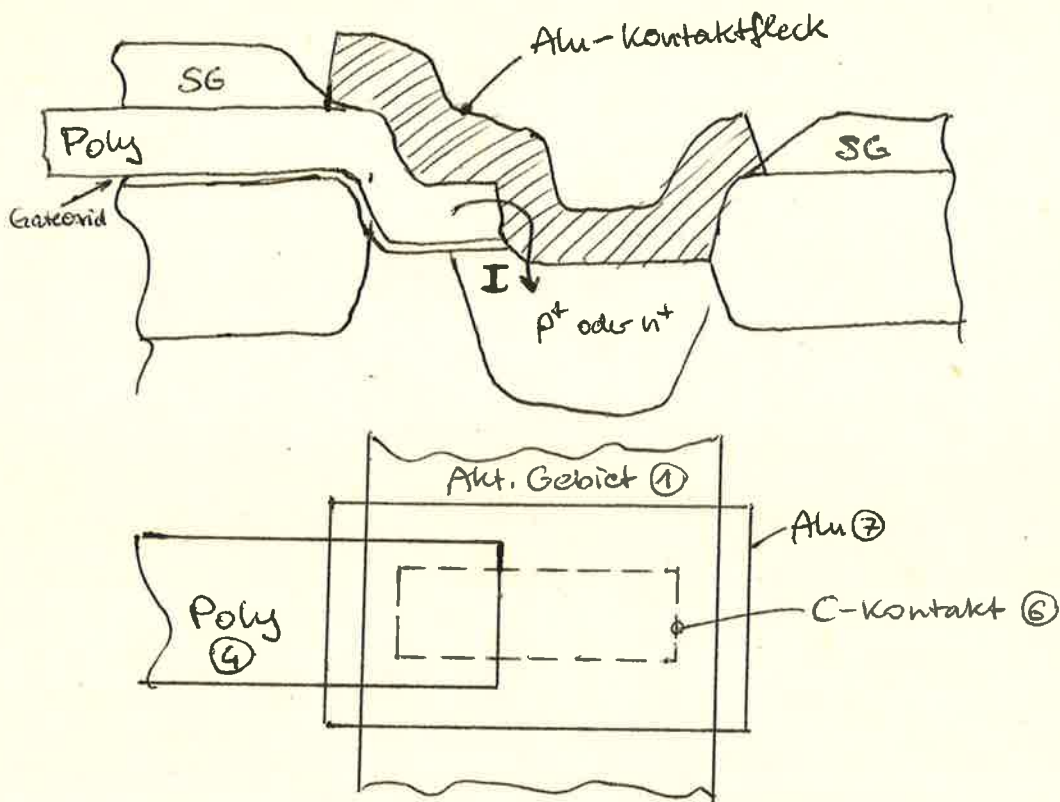 Alu-Kontaktfleck
SG
Poly
SG
Gateoxid
I
p⁺ oder n⁺
Akt. Gebiet ①
Alu ⑦
C-Kontakt ⑥
Poly
④